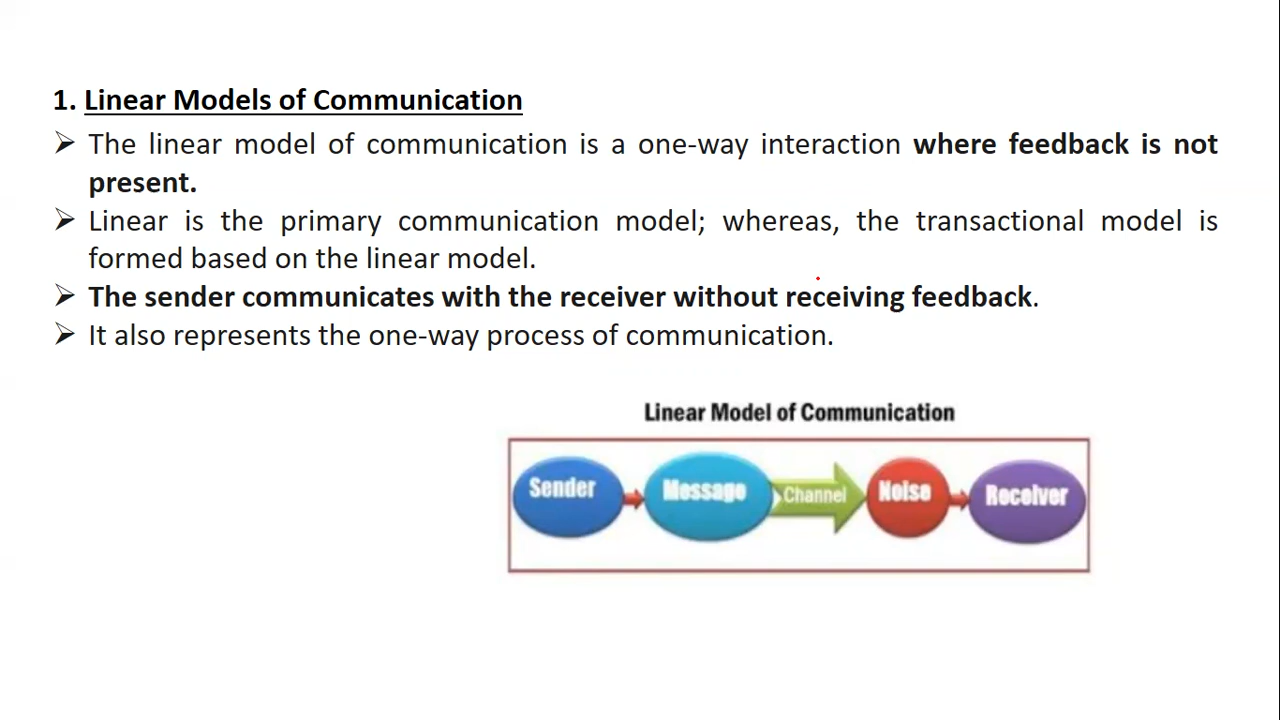 1. Linear Models of Communication
➢ The linear model of communication is a one-way interaction where feedback is not
present.
➢ Linear is the primary communication model; whereas, the transactional model is
formed based on the linear model.
➢ The sender communicates with the receiver without receiving feedback.
➢ It also represents the one-way process of communication.
Linear Model of Communication
Sender Message Channel Noise Receiver